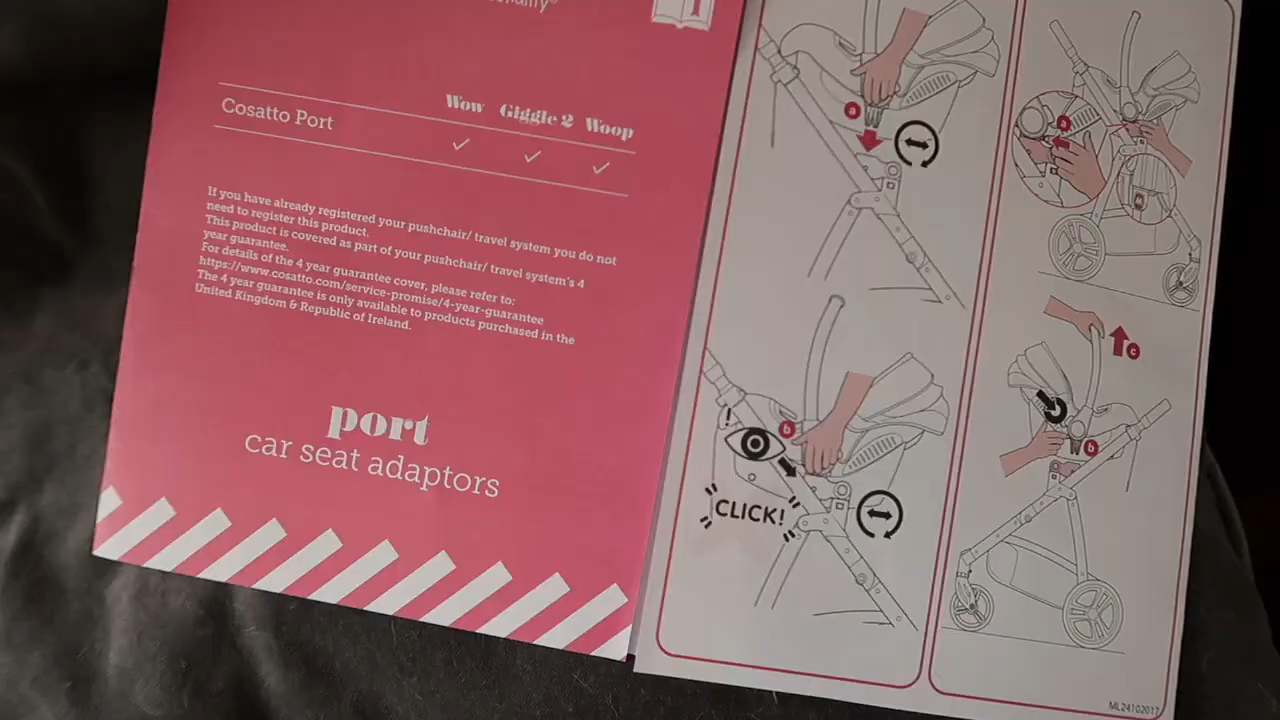 Wow Giggle 2 Woop
Cosatto Port
If you have already registered your pushchair/ travel system you do not
need to register this product.
This product is covered as part of your pushchair/ travel system's 4
year guarantee.
For details of the 4 year guarantee cover, please refer to:
https://www.cosatto.com/service-promise/4-year-guarantee
The 4 year guarantee is only available to products purchased in the
United Kingdom & Republic of Ireland.
port
car seat adaptors
a
!
b
CLICK!
a
c
b
ML24102017